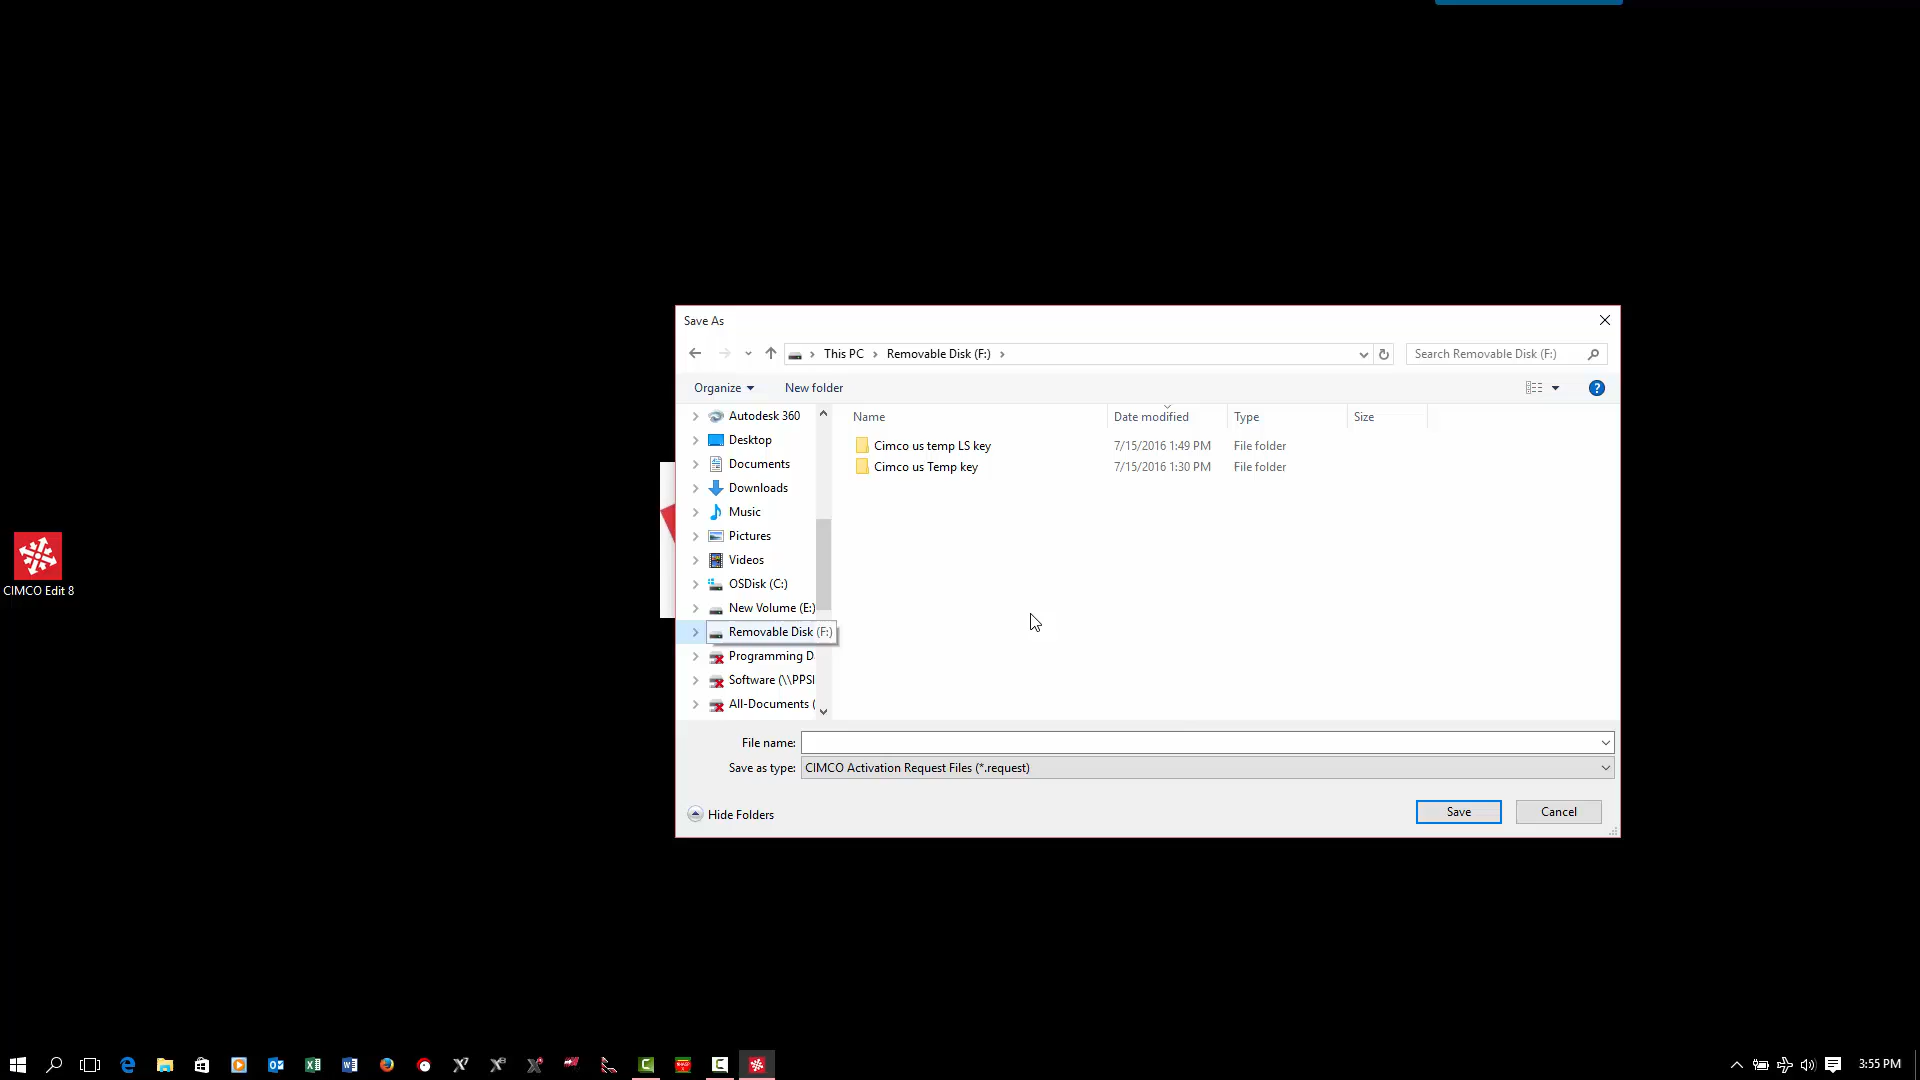 Save As
This PC
Removable Disk (F:)
Search Removable Disk (F:)
Organize
New folder
Autodesk 360
Desktop
Documents
Downloads
Music
Pictures
Videos
OSDisk (C:)
New Volume (E:)
Removable Disk (F:)
Programming D
Software (\\PPSI
All-Documents (
Name
Date modified
Type
Size
Cimco us temp LS key
7/15/2016 1:49 PM
File folder
Cimco us Temp key
7/15/2016 1:30 PM
File folder
File name:
Save as type:
CIMCO Activation Request Files (*.request)
Hide Folders
Save
Cancel
CIMCO Edit 8
3:55 PM